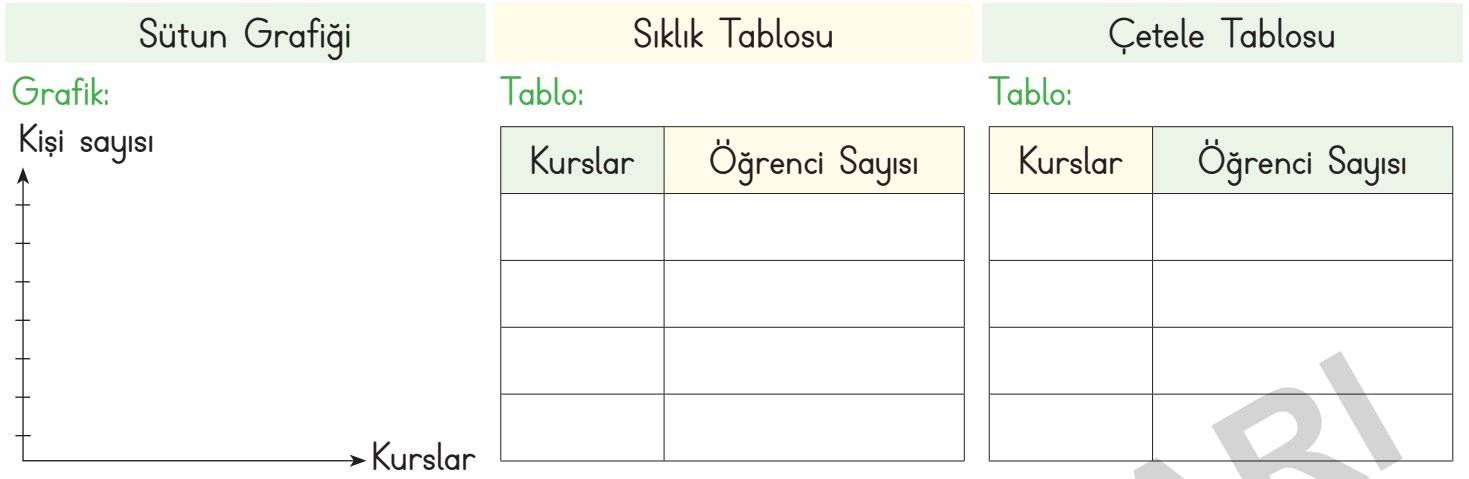 Sütun Grafiği
Grafik:
Kişi sayısı
Kurslar
Sıklık Tablosu
Tablo:
Kurslar Öğrenci Sayısı
Çetele Tablosu
Tablo:
Kurslar Öğrenci Sayısı